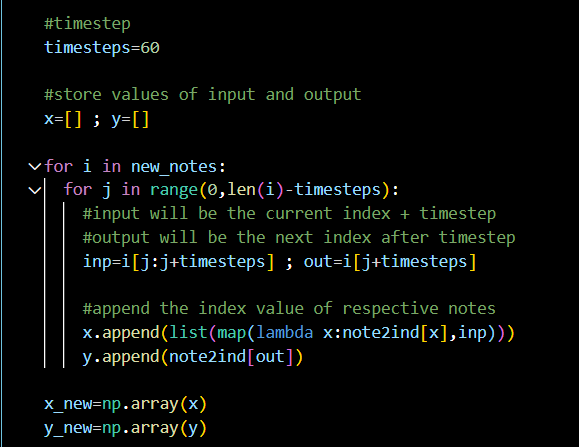 #timestep
timesteps=60
#store values of input and output
x=[] ; y=[]
for i in new_notes:
for j in range(0,len(i)-timesteps):
#input will be the current index + timestep
#output will be the next index after timestep
inp=i[j:j+timesteps] ; out=i[j+timesteps]
#append the index value of respective notes
x.append(list(map(lambda x:note2ind[x],inp)))
y.append(note2ind[out])
x_new=np.array(x)
y_new=np.array(y)